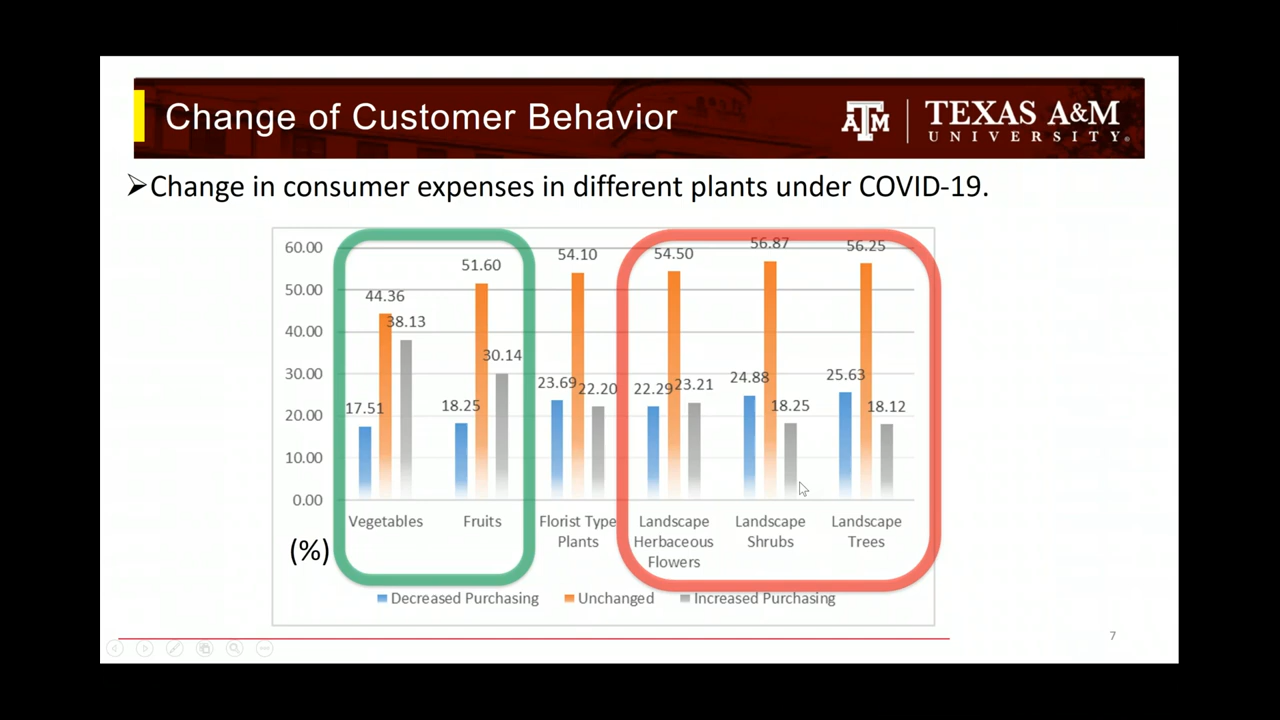 Change of Customer Behavior
ATM
TEXAS A&M
UNIVERSITY
➢Change in consumer expenses in different plants under COVID-19.
60.00
50.00
40.00
30.00
20.00
10.00
0.00
(%)
44.36
38.13
17.51
51.60
30.14
18.25
54.10
23.69
22.20
54.50
22.29
23.21
56.87
24.88
18.25
56.25
25.63
18.12
Vegetables
Fruits
Florist Type
Plants
Landscape
Herbaceous
Flowers
Landscape
Shrubs
Landscape
Trees
Decreased Purchasing
Unchanged
Increased Purchasing
7